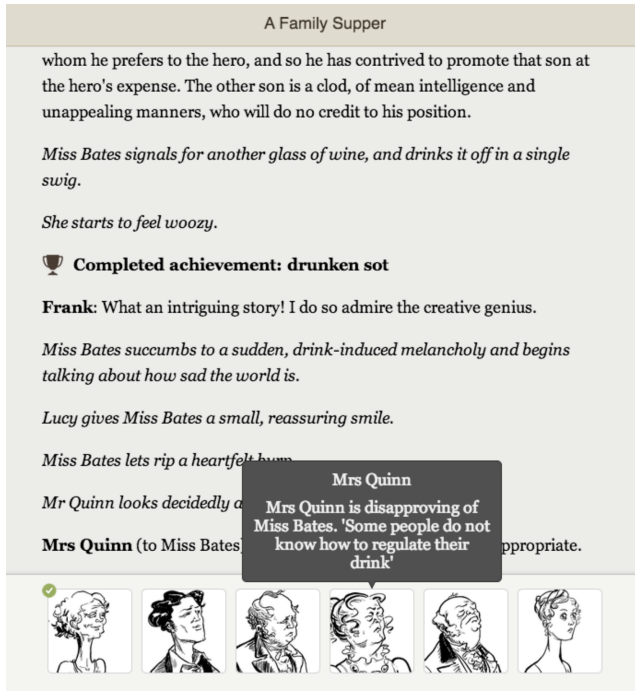 A Family Supper
whom he prefers to the hero, and so he has contrived to promote that son at
the hero's expense. The other son is a clod, of mean intelligence and
unappealing manners, who will do no credit to his position.
Miss Bates signals for another glass of wine, and drinks it off in a single
swig.
She starts to feel woozy.
Completed achievement: drunken sot
Frank: What an intriguing story! I do so admire the creative genius.
Miss Bates succumbs to a sudden, drink-induced melancholy and begins
talking about how sad the world is.
Lucy gives Miss Bates a small, reassuring smile.
Miss Bates lets rip a heartfelt burp.
Mr Quinn looks decidedly
Mrs Quinn (to Miss Bates) ppropriate.
Mrs Quinn
Mrs Quinn is disapproving of
Miss Bates. 'Some people do not
know how to regulate their
drink'